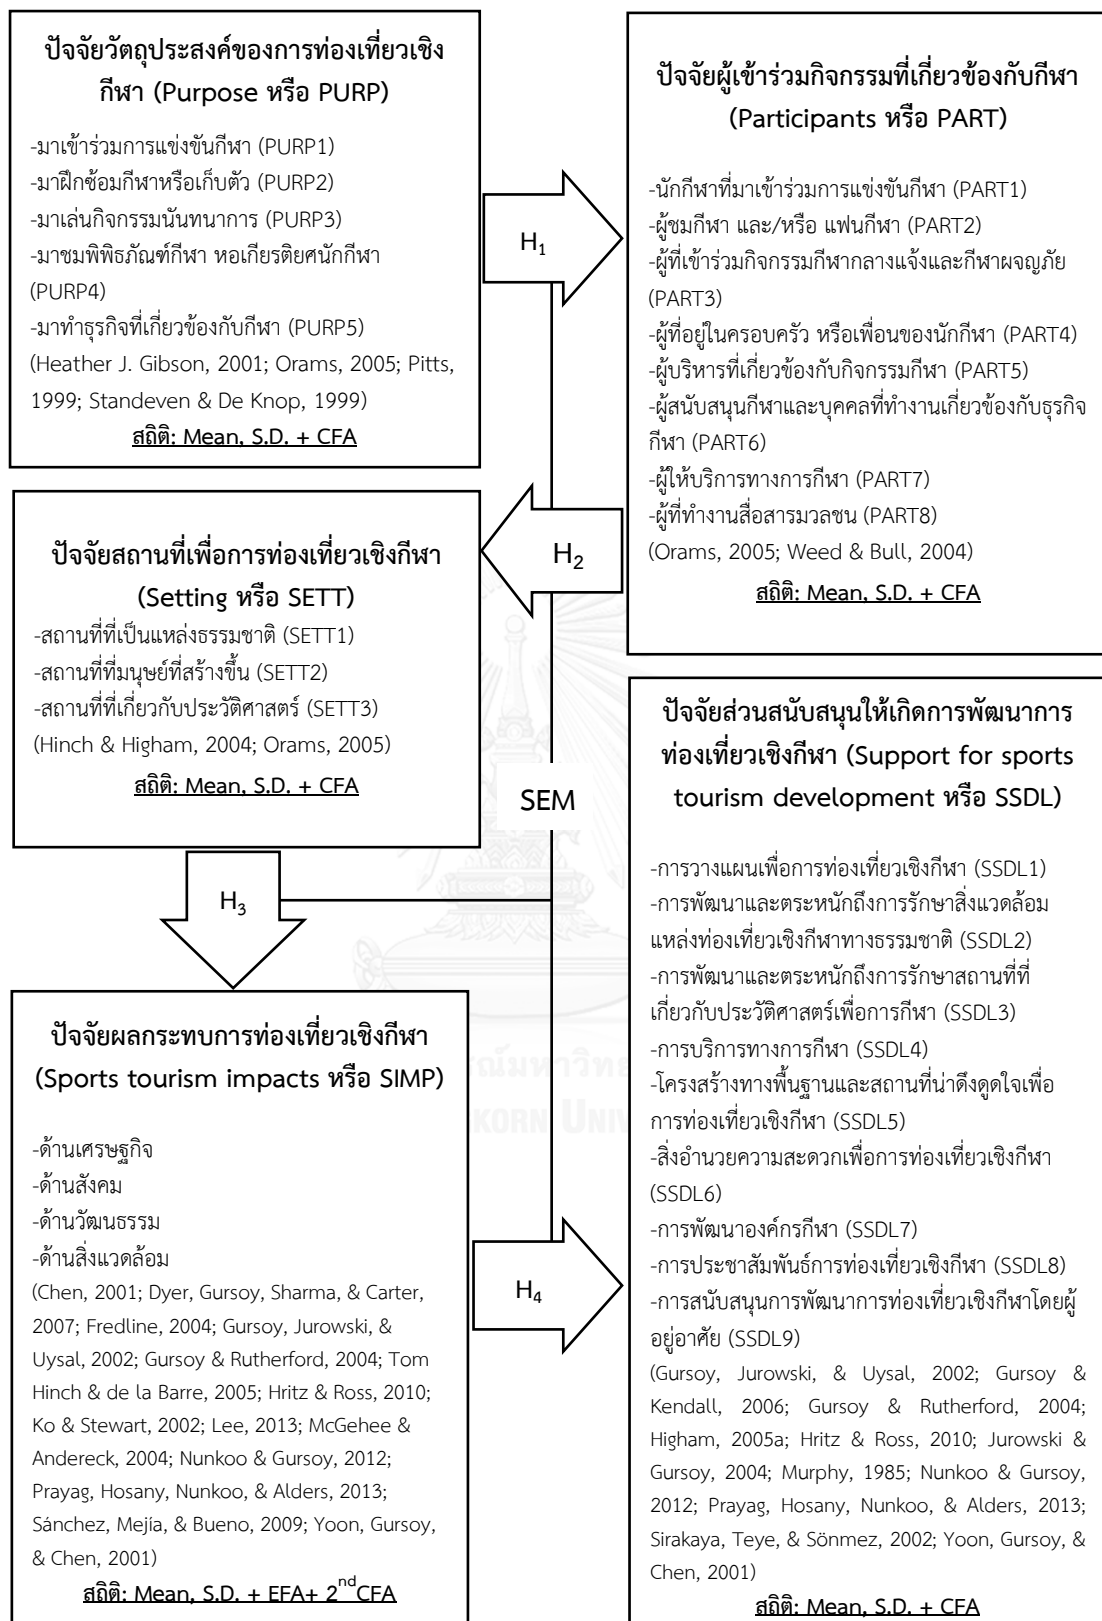 ปัจจัยวัตถุประสงค์ของการท่องเที่ยวเชิง
กีฬา (Purpose หรือ PURP)
-มาเข้าร่วมการแข่งขันกีฬา (PURP1)
-มาฝึกซ้อมกีฬาหรือเก็บตัว (PURP2)
-มาเล่นกิจกรรมนันทนาการ (PURP3)
-มาชมพิพิธภัณฑ์กีฬา หอเกียรติยศนักกีฬา
(PURP4)
-มาทำธุรกิจที่เกี่ยวข้องกับกีฬา (PURP5)
(Heather J. Gibson, 2001; Orams, 2005; Pitts,
1999; Standeven & De Knop, 1999)
สถิติ: Mean, S.D. + CFA
H1
ปัจจัยผู้เข้าร่วมกิจกรรมที่เกี่ยวข้องกับกีฬา
(Participants หรือ PART)
-นักกีฬาที่มาเข้าร่วมการแข่งขันกีฬา (PART1)
-ผู้ชมกีฬา และ/หรือ แฟนกีฬา (PART2)
-ผู้ที่เข้าร่วมกิจกรรมกีฬากลางแจ้งและกีฬาผจญภัย
(PART3)
-ผู้ที่อยู่ในครอบครัว หรือเพื่อนของนักกีฬา (PART4)
-ผู้บริหารที่เกี่ยวข้องกับกิจกรรมกีฬา (PART5)
-ผู้สนับสนุนกีฬาและบุคคลที่ทำงานเกี่ยวข้องกับธุรกิจ
กีฬา (PART6)
-ผู้ให้บริการทางการกีฬา (PART7)
-ผู้ที่ทำงานสื่อสารมวลชน (PART8)
(Orams, 2005; Weed & Bull, 2004)
สถิติ: Mean, S.D. + CFA
H2
ปัจจัยสถานที่เพื่อการท่องเที่ยวเชิงกีฬา
(Setting หรือ SETT)
-สถานที่ที่เป็นแหล่งธรรมชาติ (SETT1)
-สถานที่ที่มนุษย์ที่สร้างขึ้น (SETT2)
-สถานที่ที่เกี่ยวกับประวัติศาสตร์ (SETT3)
(Hinch & Higham, 2004; Orams, 2005)
สถิติ: Mean, S.D. + CFA
SEM
H3
ปัจจัยผลกระทบการท่องเที่ยวเชิงกีฬา
(Sports tourism impacts หรือ SIMP)
-ด้านเศรษฐกิจ
-ด้านสังคม
-ด้านวัฒนธรรม
-ด้านสิ่งแวดล้อม
(Chen, 2001; Dyer, Gursoy, Sharma, & Carter,
2007; Fredline, 2004; Gursoy, Jurowski, &
Uysal, 2002; Gursoy & Rutherford, 2004; Tom
Hinch & de la Barre, 2005; Hritz & Ross, 2010;
Ko & Stewart, 2002; Lee, 2013; McGehee &
Andereck, 2004; Nunkoo & Gursoy, 2012;
Prayag, Hosany, Nunkoo, & Alders, 2013;
Sánchez, Mejía, & Bueno, 2009; Yoon, Gursoy,
& Chen, 2001)
สถิติ: Mean, S.D. + EFA+ 2nd CFA
H4
ปัจจัยส่วนสนับสนุนให้เกิดการพัฒนาการ
ท่องเที่ยวเชิงกีฬา (Support for sports
tourism development หรือ SSDL)
-การวางแผนเพื่อการท่องเที่ยวเชิงกีฬา (SSDL1)
-การพัฒนาและตระหนักถึงการรักษาสิ่งแวดล้อม
แหล่งท่องเที่ยวเชิงกีฬาทางธรรมชาติ (SSDL2)
-การพัฒนาและตระหนักถึงการรักษาสถานที่ที่
เกี่ยวกับประวัติศาสตร์เพื่อการกีฬา (SSDL3)
-การบริการทางการกีฬา (SSDL4)
-โครงสร้างทางพื้นฐานและสถานที่น่าดึงดูดใจเพื่อ
การท่องเที่ยวเชิงกีฬา (SSDL5)
-สิ่งอำนวยความสะดวกเพื่อการท่องเที่ยวเชิงกีฬา
(SSDL6)
-การพัฒนาองค์กรกีฬา (SSDL7)
-การประชาสัมพันธ์การท่องเที่ยวเชิงกีฬา (SSDL8)
-การสนับสนุนการพัฒนาการท่องเที่ยวเชิงกีฬาโดยผู้
อยู่อาศัย (SSDL9)
(Gursoy, Jurowski, & Uysal, 2002; Gursoy &
Kendall, 2006; Gursoy & Rutherford, 2004;
Higham, 2005a; Hritz & Ross, 2010; Jurowski &
Gursoy, 2004; Murphy, 1985; Nunkoo & Gursoy,
2012; Prayag, Hosany, Nunkoo, & Alders, 2013;
Sirakaya, Teye, & Sönmez, 2002; Yoon, Gursoy, &
Chen, 2001)
สถิติ: Mean, S.D. + CFA